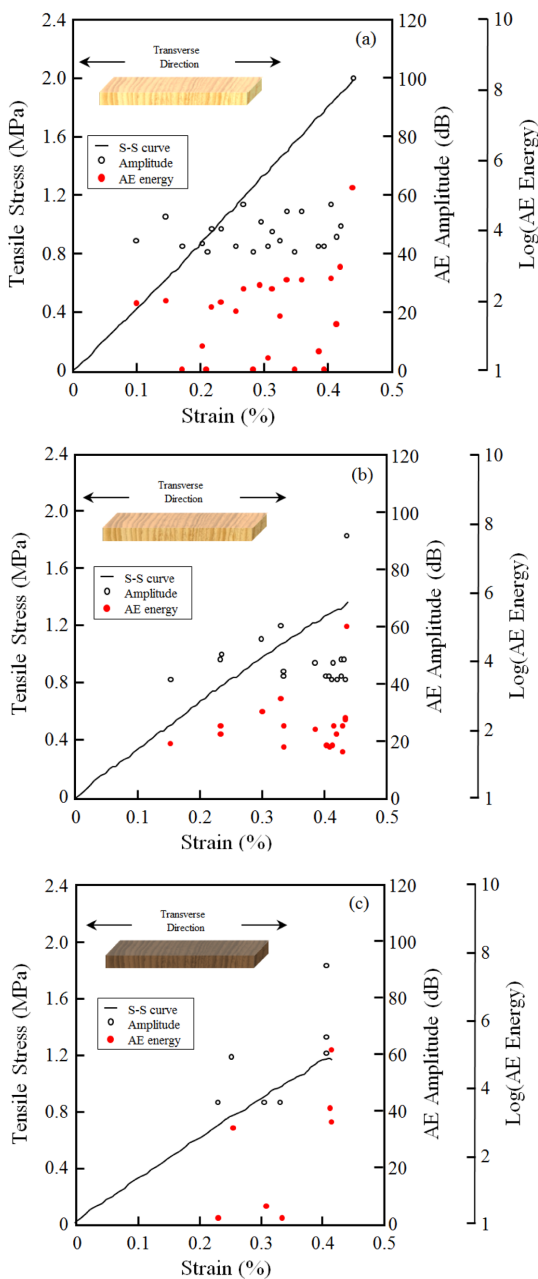 (a)
Transverse
Direction
S-S curve
Amplitude
AE energy
Tensile Stress (MPa)
2.4
2.0
1.6
1.2
0.8
0.4
0
0
0.1
0.2
0.3
0.4
0.5
Strain (%)
120
100
80
60
40
20
0
AE Amplitude (dB)
10
8
6
4
2
1
Log(AE Energy)
(b)
Transverse
Direction
S-S curve
Amplitude
AE energy
Tensile Stress (MPa)
2.4
2.0
1.6
1.2
0.8
0.4
0
0
0.1
0.2
0.3
0.4
0.5
Strain (%)
120
100
80
60
40
20
0
AE Amplitude (dB)
10
8
6
4
2
1
Log(AE Energy)
(c)
Transverse
Direction
S-S curve
Amplitude
AE energy
Tensile Stress (MPa)
2.4
2.0
1.6
1.2
0.8
0.4
0
0
0.1
0.2
0.3
0.4
0.5
Strain (%)
120
100
80
60
40
20
0
AE Amplitude (dB)
10
8
6
4
2
1
Log(AE Energy)